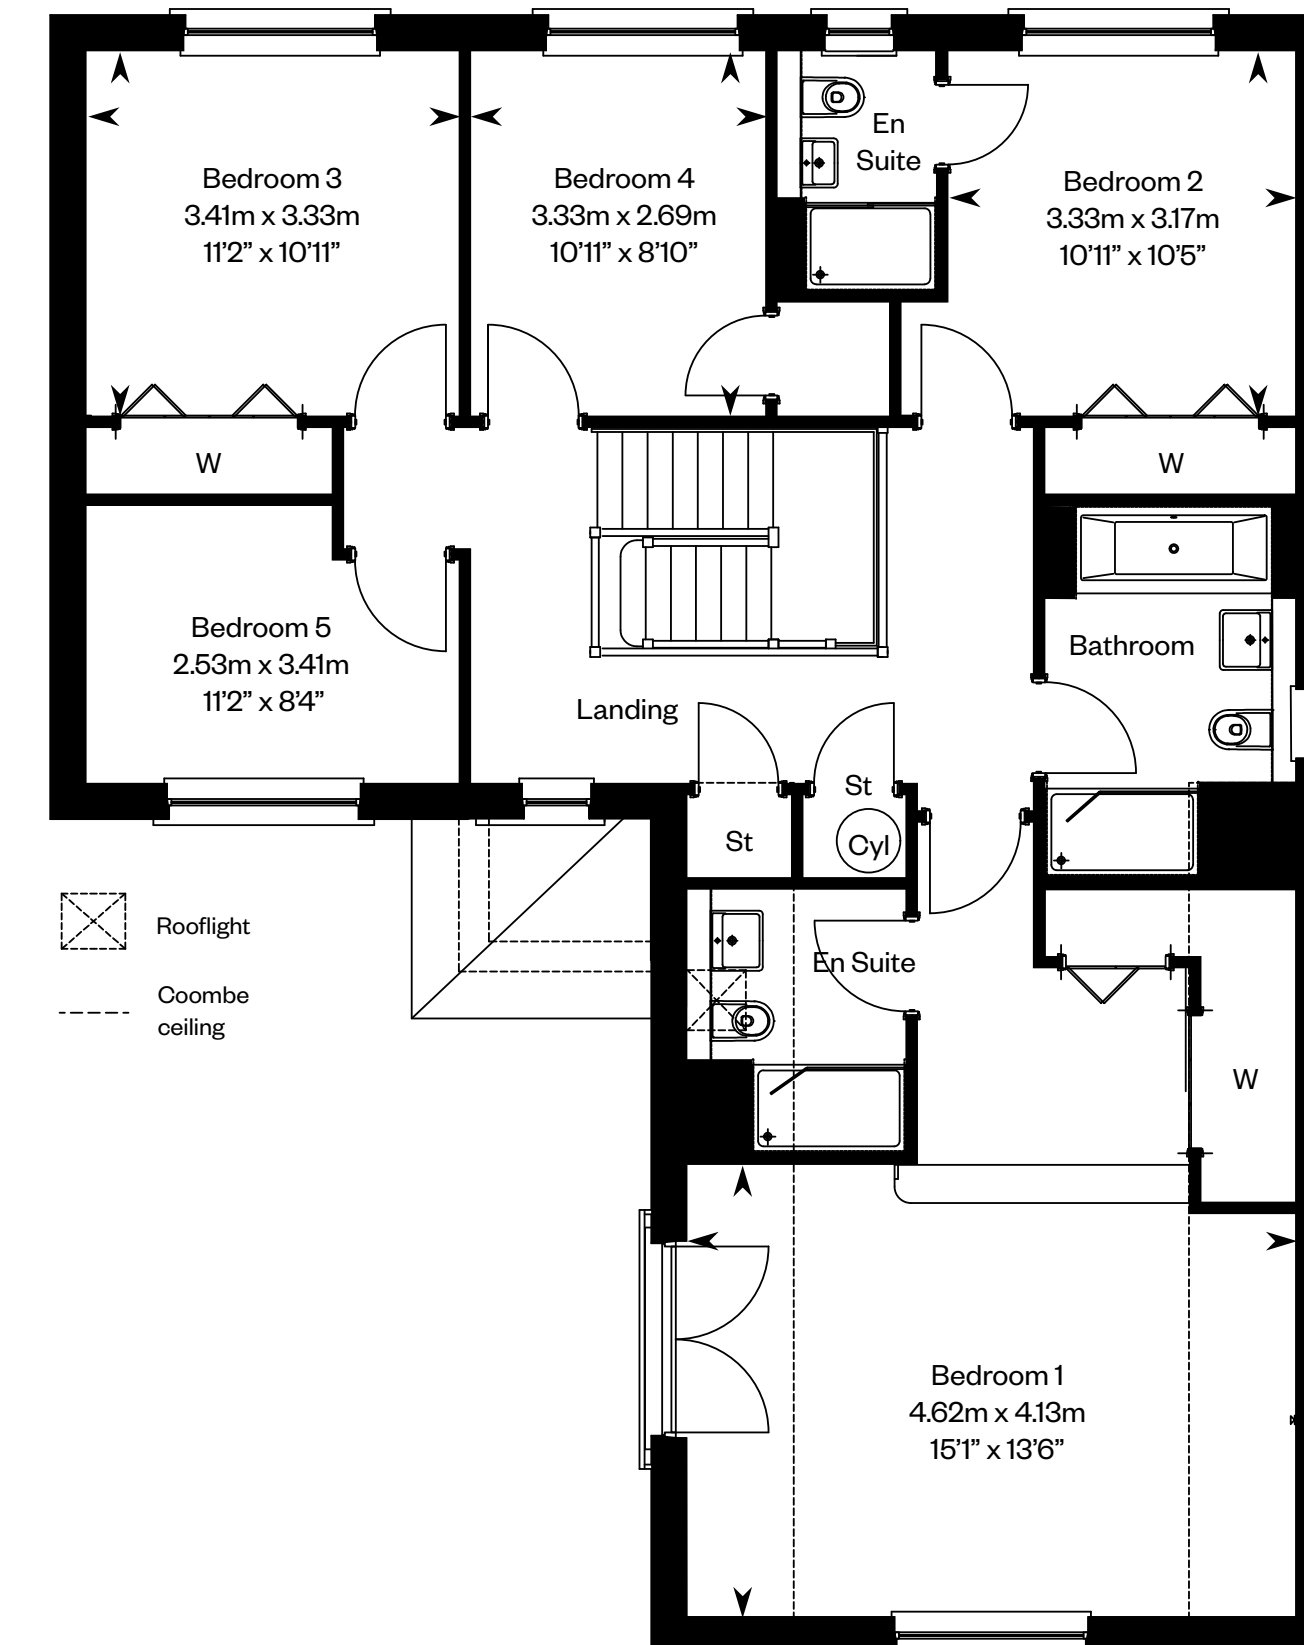 Bedroom 3
3.41m x 3.33m
11’2” x 10’11”
Bedroom 4
3.33m x 2.69m
10’11” x 8’10”
En
Suite
Bedroom 2
3.33m x 3.17m
10’11” x 10’5”
W
W
Bedroom 5
2.53m x 3.41m
11’2” x 8’4”
Landing
Bathroom
St
St
Cyl
Rooflight
Coombe
ceiling
En Suite
W
Bedroom 1
4.62m x 4.13m
15’1” x 13’6”